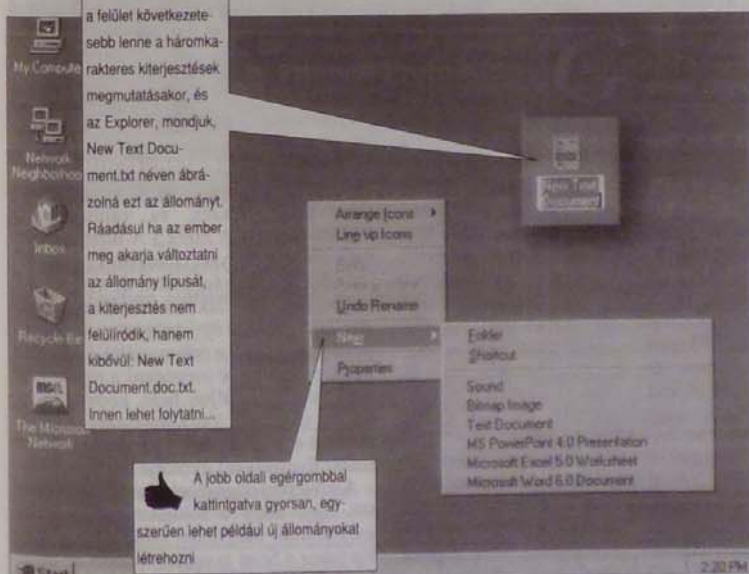 a felület következete-
sebb lenne a háromka-
rakteres kiterjesztések
megmutatásakor, és
az Explorer, mondjuk,
New Text Docu-
ment.txt néven ábrá-
zolná ezt az állományt.
Ráadásul ha az ember
meg akarja változtatni
az állomány típusát,
a kiterjesztés nem
felülíródik, hanem
kibővül: New Text
Document.doc.txt.
Innen lehet folytatni...
My Compute
Network
Neighborhoo
Inbox
Recycle Bi
The Microso
Network
New Text
Document
Arrange Icons
Line up Icons
Undo Rename
New
Properties
Folder
Shortcut
Sound
Bitmap Image
Text Document
MS PowerPoint 4.0 Presentation
Microsoft Excel 5.0 Worksheet
Microsoft Word 6.0 Document
A jobb oldali egérgombbal
kattintgatva gyorsan, egy-
szerűen lehet például új állományokat
létrehozni
Start
2:20 PM